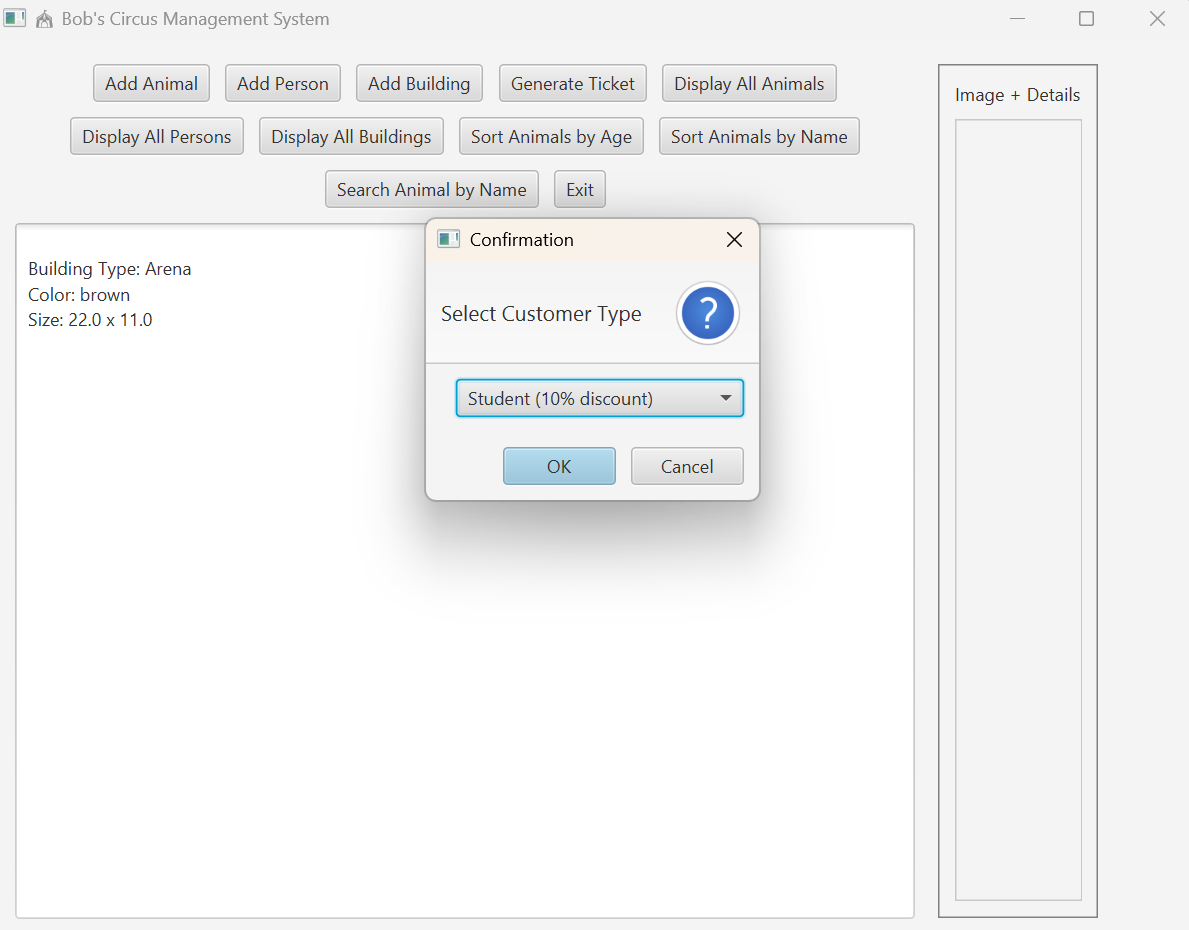 Bob's Circus Management System
Add Animal Add Person Add Building Generate Ticket Display All Animals
Display All Persons Display All Buildings Sort Animals by Age Sort Animals by Name
Search Animal by Name Exit
Image + Details
Building Type: Arena
Color: brown
Size: 22.0 x 11.0
Confirmation
Select Customer Type
?
Student (10% discount)
OK Cancel